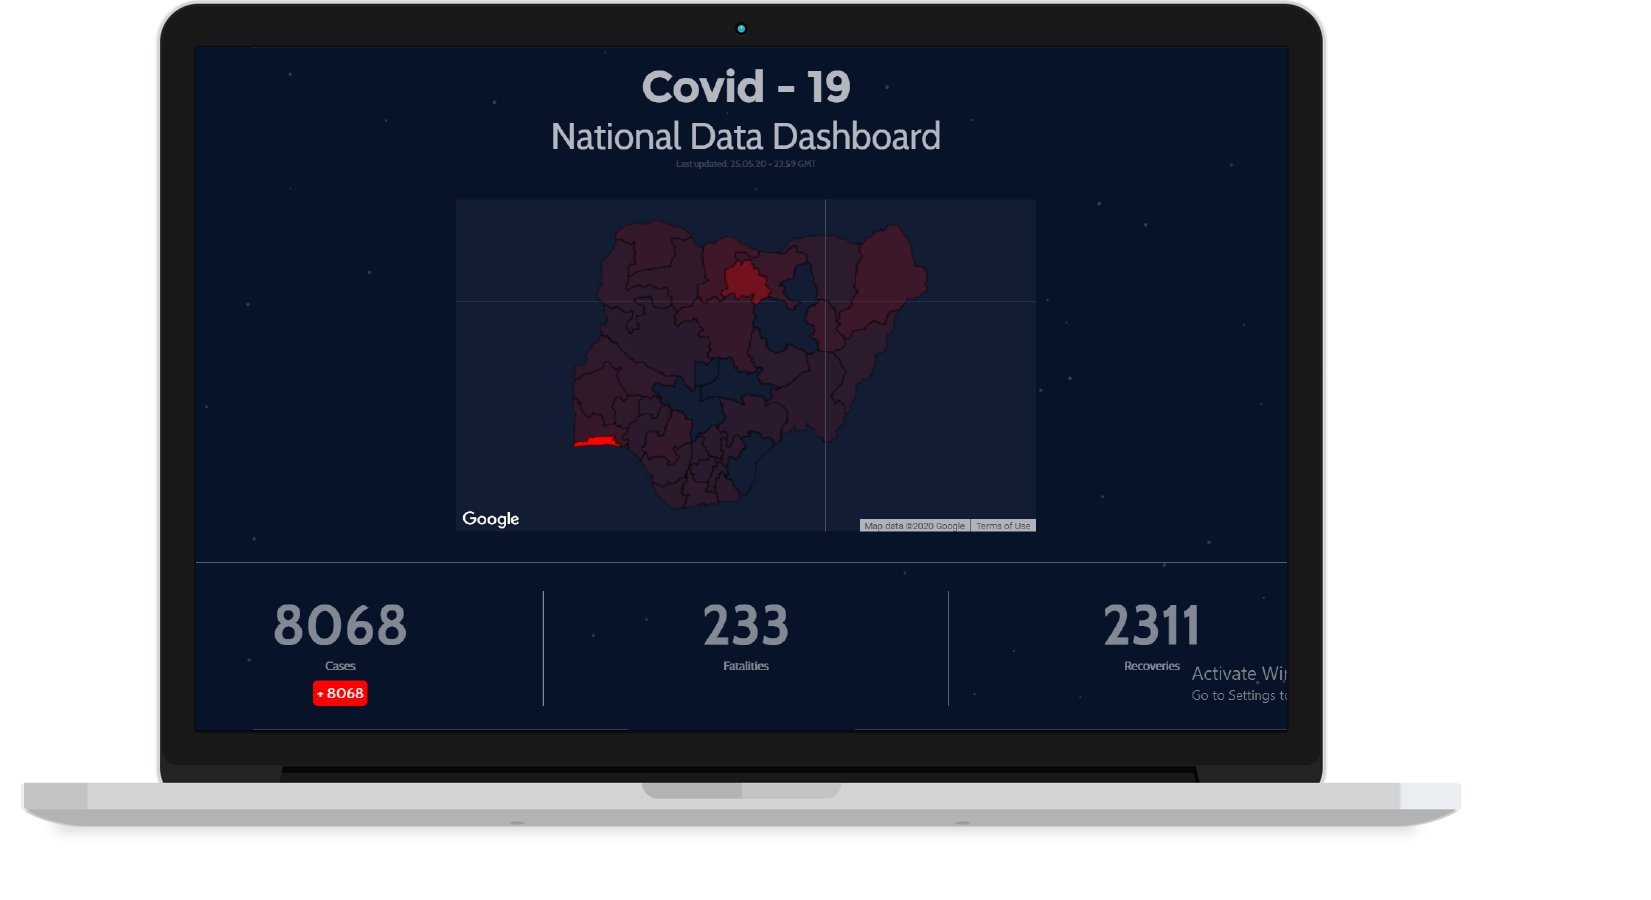 Covid - 19
National Data Dashboard
Last updated: 25.05.20 - 23:59 GMT
Google
Map data ©2020 Google
Terms of Use
8068
Cases
+ 8068
233
Fatalities
2311
Recoveries
Activate Wi
Go to Settings to